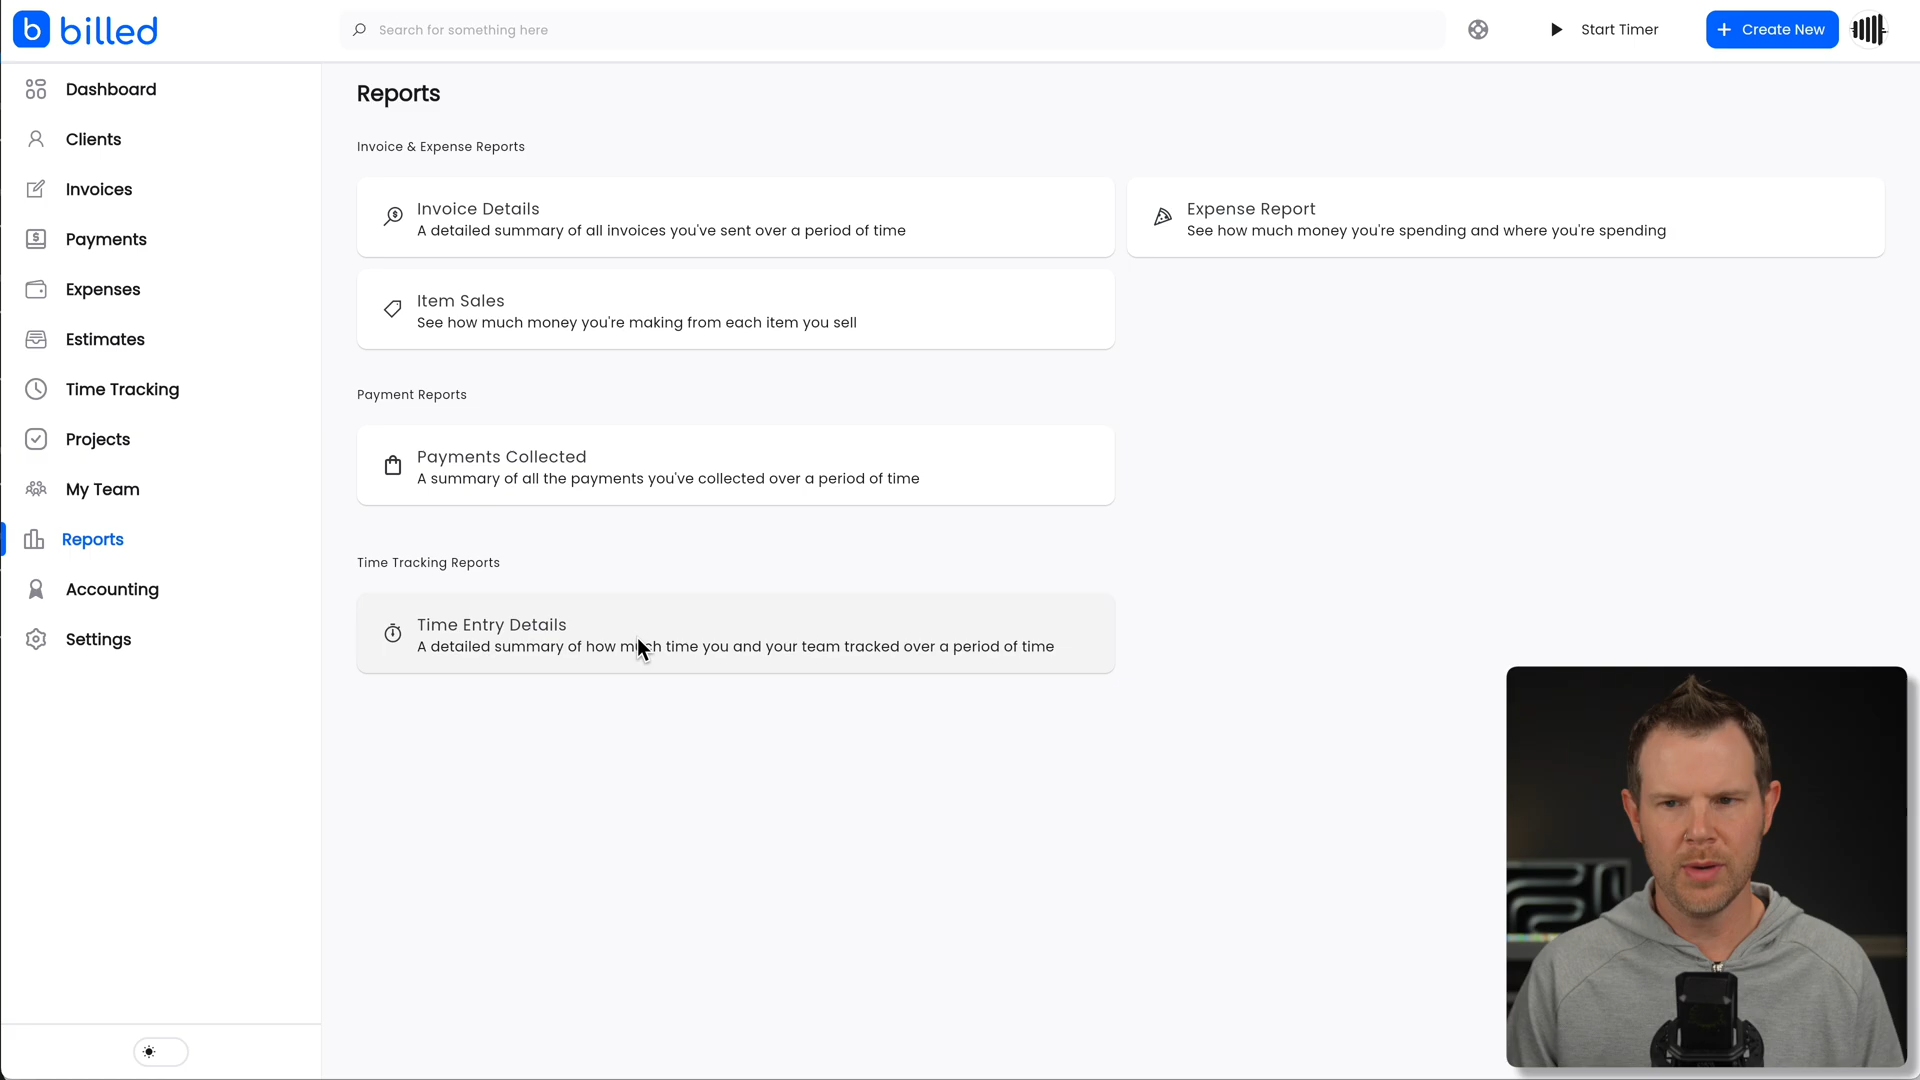 b billed
Search for something here
Start Timer
+ Create New
Dashboard
Clients
Invoices
Payments
Expenses
Estimates
Time Tracking
Projects
My Team
Reports
Accounting
Settings
Reports
Invoice & Expense Reports
Invoice Details
A detailed summary of all invoices you've sent over a period of time
Expense Report
See how much money you're spending and where you're spending
Item Sales
See how much money you're making from each item you sell
Payment Reports
Payments Collected
A summary of all the payments you've collected over a period of time
Time Tracking Reports
Time Entry Details
A detailed summary of how much time you and your team tracked over a period of time